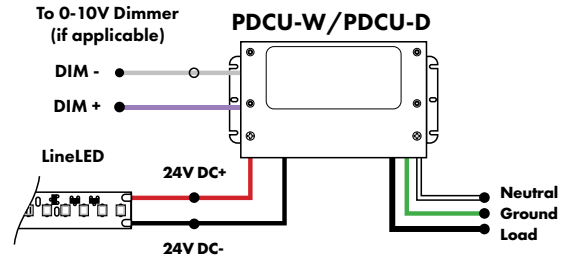 To 0-10V Dimmer
(if applicable)
PDCU-W/PDCU-D
DIM -
DIM +
LineLED
24V DC+
24V DC-
Neutral
Ground
Load